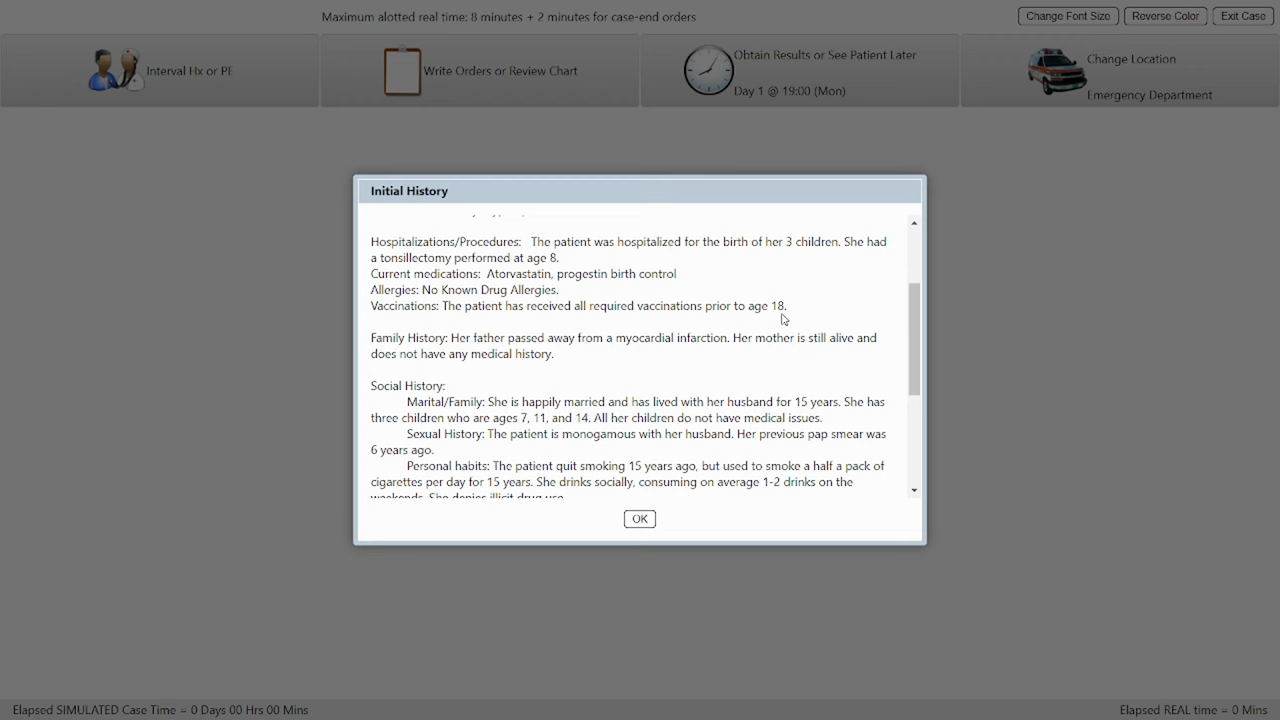 Maximum alotted real time: 8 minutes + 2 minutes for case-end orders
Change Font Size
Reverse Color
Exit Case
Interval Hx or PE
Write Orders or Review Chart
Obtain Results or See Patient Later
Day 1 @ 19:00 (Mon)
Change Location
Emergency Department
Initial History
Hospitalizations/Procedures: The patient was hospitalized for the birth of her 3 children. She had
a tonsillectomy performed at age 8.
Current medications: Atorvastatin, progestin birth control
Allergies: No Known Drug Allergies.
Vaccinations: The patient has received all required vaccinations prior to age 18.
Family History: Her father passed away from a myocardial infarction. Her mother is still alive and
does not have any medical history.
Social History:
Marital/Family: She is happily married and has lived with her husband for 15 years. She has
three children who are ages 7, 11, and 14. All her children do not have medical issues.
Sexual History: The patient is monogamous with her husband. Her previous pap smear was
6 years ago.
Personal habits: The patient quit smoking 15 years ago, but used to smoke a half a pack of
cigarettes per day for 15 years. She drinks socially, consuming on average 1-2 drinks on the
weekends. She denies illicit drug use.
OK
Elapsed SIMULATED Case Time = 0 Days 00 Hrs 00 Mins
Elapsed REAL time = 0 Mins